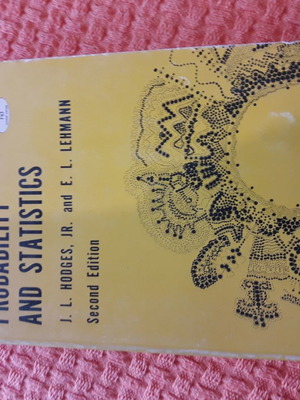 PROBABILITY
AND STATISTICS
J. L. HODGES, JR. and E. L. LEHMANN
Second Edition